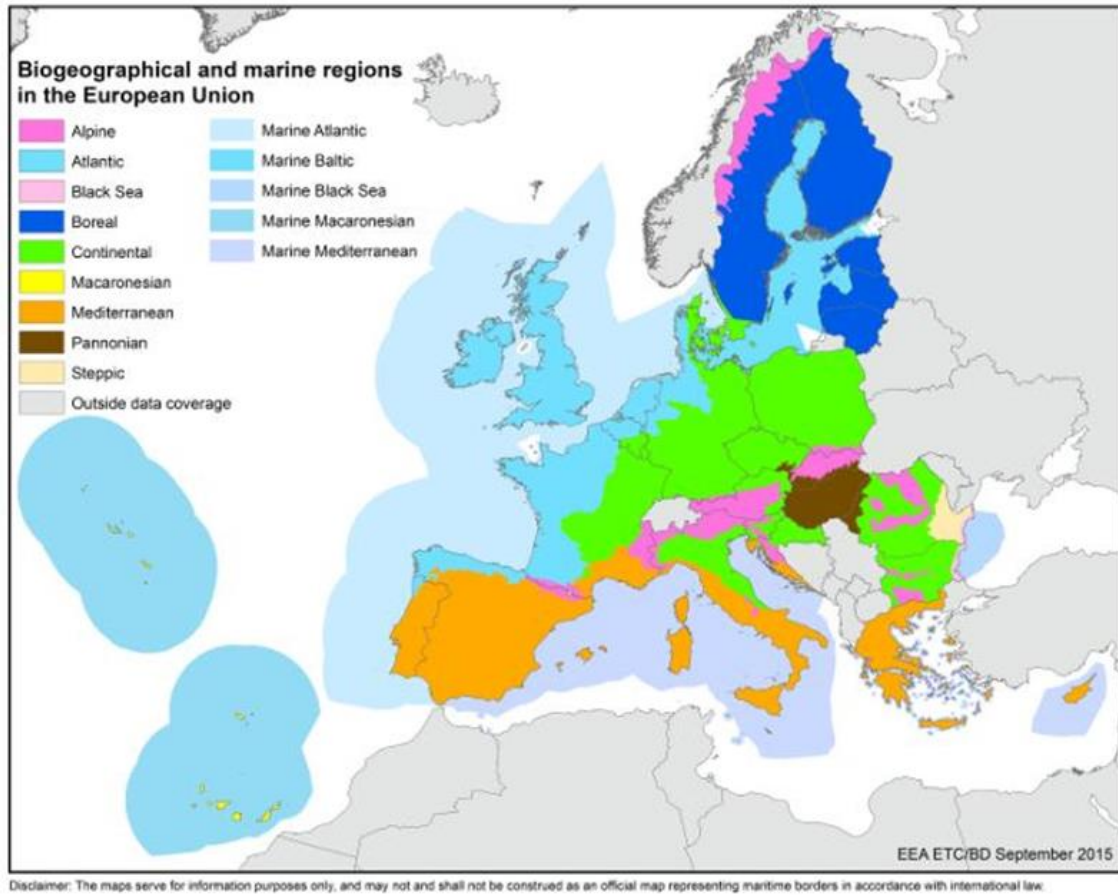 Biogeographical and marine regions
in the European Union
Alpine
Atlantic
Black Sea
Boreal
Continental
Macaronesian
Mediterranean
Pannonian
Steppic
Outside data coverage
Marine Atlantic
Marine Baltic
Marine Black Sea
Marine Macaronesian
Marine Mediterranean
EEA ETC/BD September 2015
Disclaimer: The maps serve for information purposes only, and may not and shall not be construed as an official map representing maritime borders in accordance with international law.